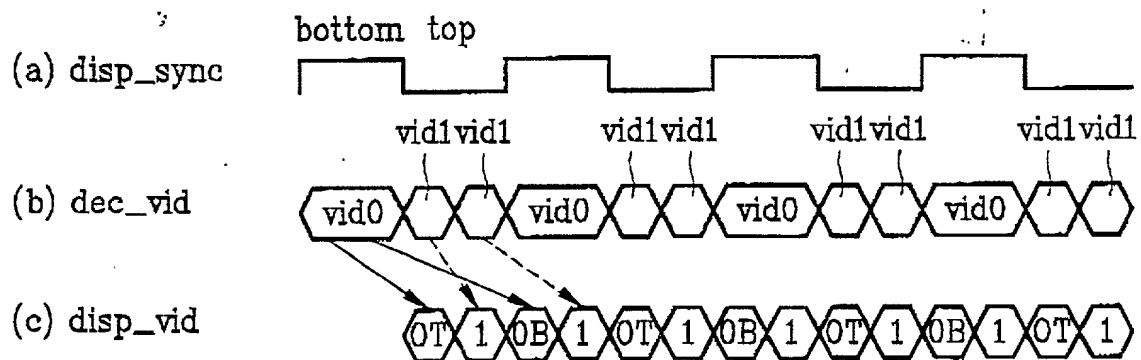 bottom top
(a) disp_sync
vid1 vid1 vid1 vid1 vid1 vid1 vid1 vid1
(b) dec_vid vid0 vid0 vid0 vid0
(c) disp_vid 0T 1 0B 1 0T 1 0B 1 0T 1 0B 1 0T 1